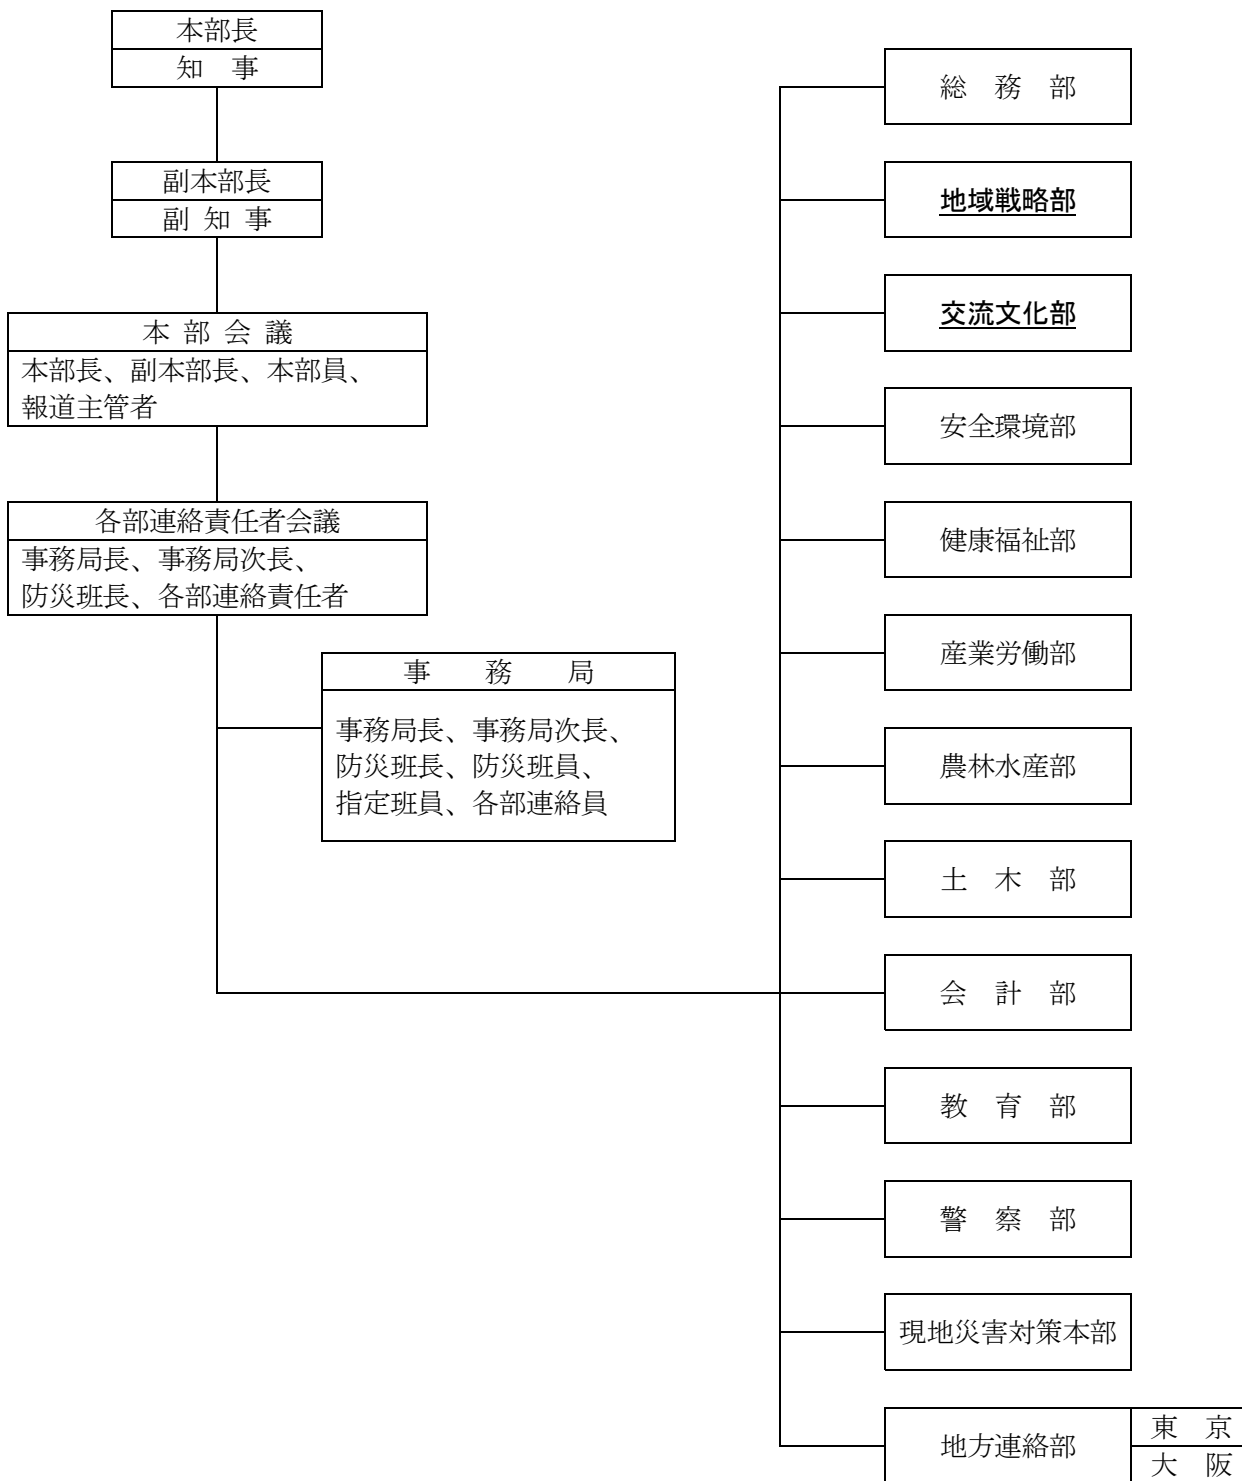 本部長
知　事
副本部長
副 知 事
本 部 会 議
本部長、副本部長、本部員、
報道主管者
各部連絡責任者会議
事務局長、事務局次長、
防災班長、各部連絡責任者
事　　務　　局
事務局長、事務局次長、
防災班長、防災班員、
指定班員、各部連絡員
総　務　部
地域戦略部
交流文化部
安全環境部
健康福祉部
産業労働部
農林水産部
土　木　部
会　計　部
教　育　部
警　察　部
現地災害対策本部
地方連絡部
東　京
大　阪